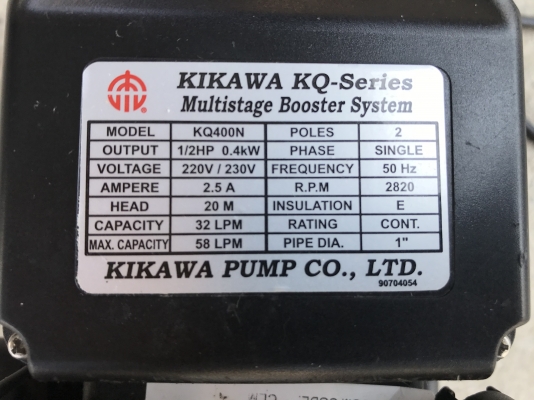 KIKAWA KQ-Series
Multistage Booster System
MODEL KQ400N POLES 2
OUTPUT 1/2HP 0.4kW PHASE SINGLE
VOLTAGE 220V / 230V FREQUENCY 50 Hz
AMPERE 2.5 A R.P.M 2820
HEAD 20 M INSULATION E
CAPACITY 32 LPM RATING CONT.
MAX. CAPACITY 58 LPM PIPE DIA. 1"
KIKAWA PUMP CO., LTD.
90704054